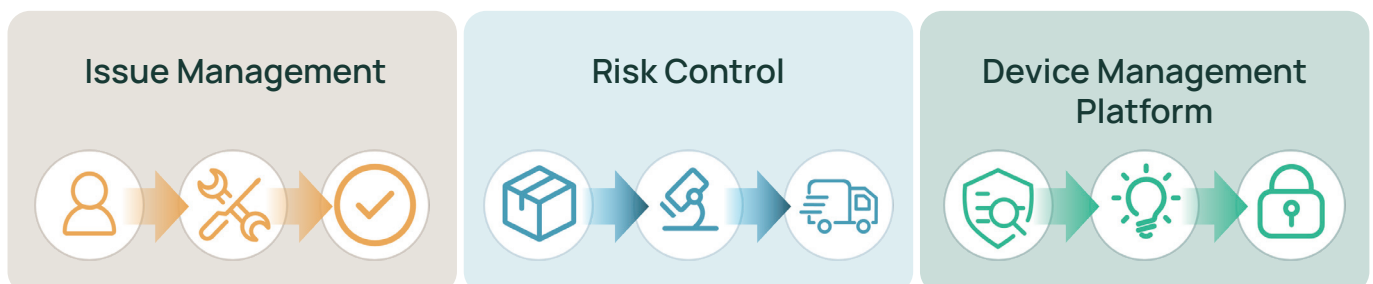 Issue Management
Risk Control
Device Management
Platform